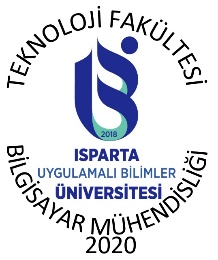 TEKNOLOJİ FAKÜLTESİ
2018
ISPARTA
UYGULAMALI BİLİMLER
ÜNİVERSİTESİ
BİLGİSAYAR MÜHENDİSLİĞİ
2020